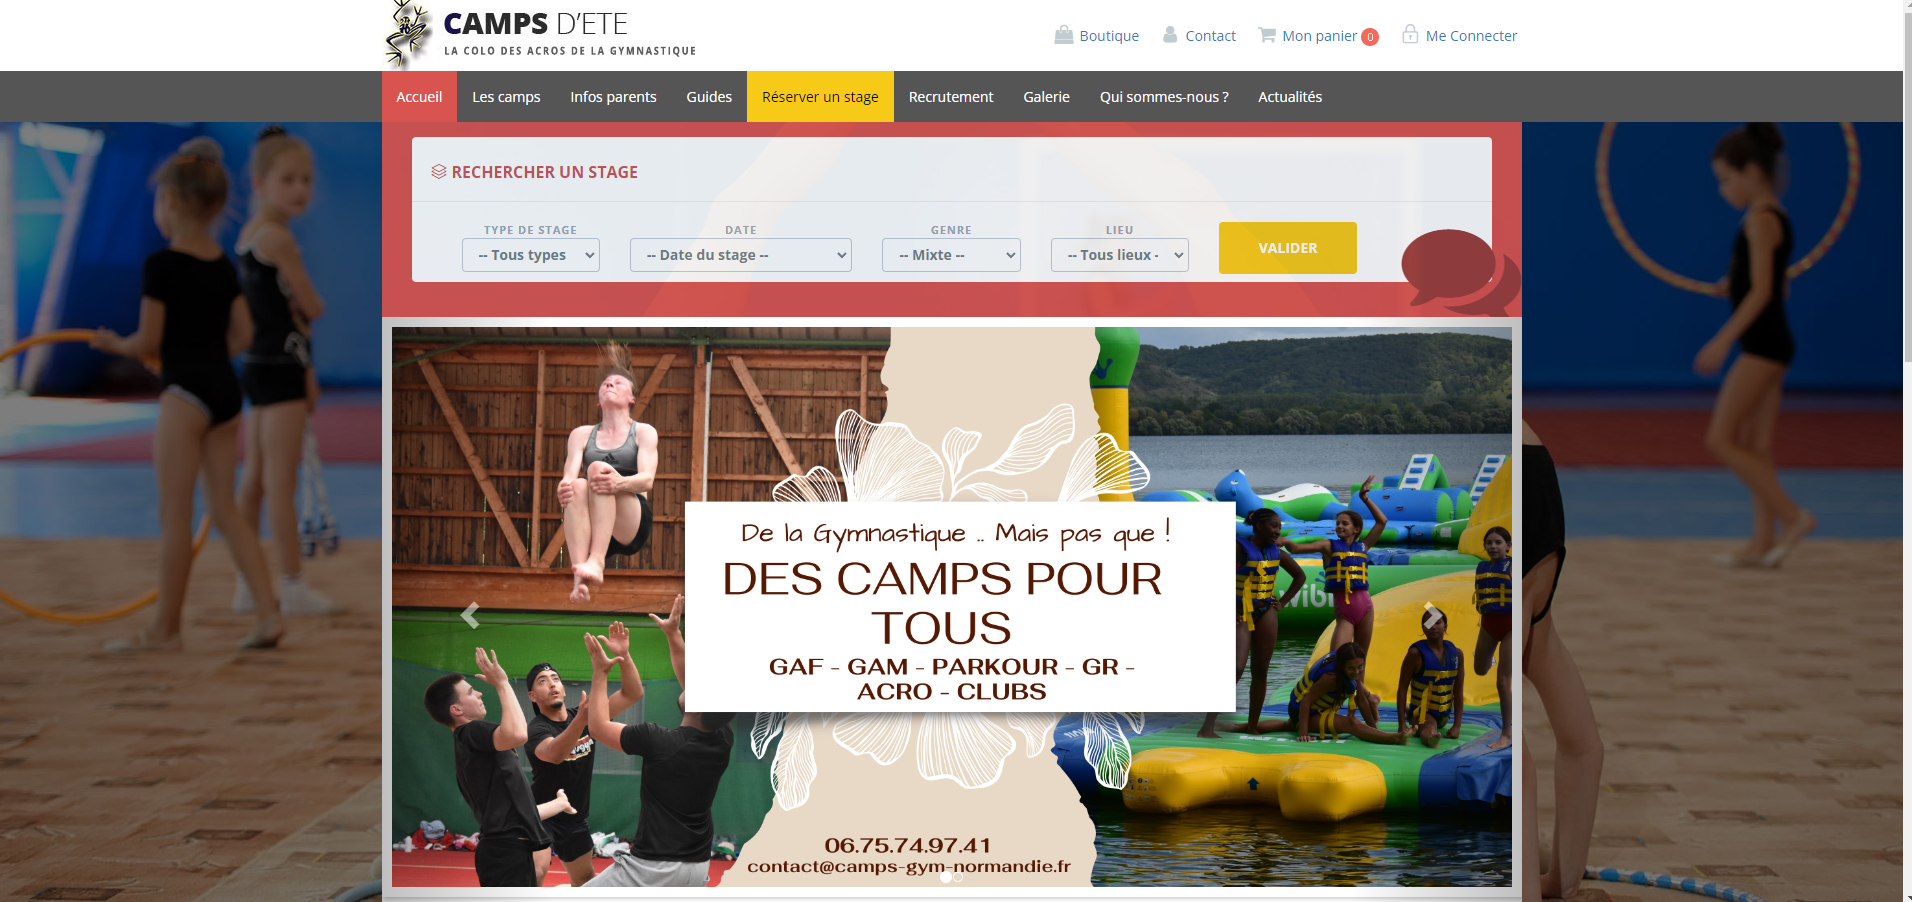 CAMPS D'ETE
LA COLO DES ACROS DE LA GYMNASTIQUE
Boutique
Contact
Mon panier 0
Me Connecter
Accueil
Les camps
Infos parents
Guides
Réserver un stage
Recrutement
Galerie
Qui sommes-nous ?
Actualités
RECHERCHER UN STAGE
TYPE DE STAGE
DATE
GENRE
LIEU
-- Tous types
-- Date du stage --
-- Mixte --
-- Tous lieux -
VALIDER
De la Gymnastique .. Mais pas que !
DES CAMPS POUR
TOUS
GAF - GAM - PARKOUR - GR -
ACRO - CLUBS
wibi
06.75.74.97.41
contact@camps-gym-normandie.fr